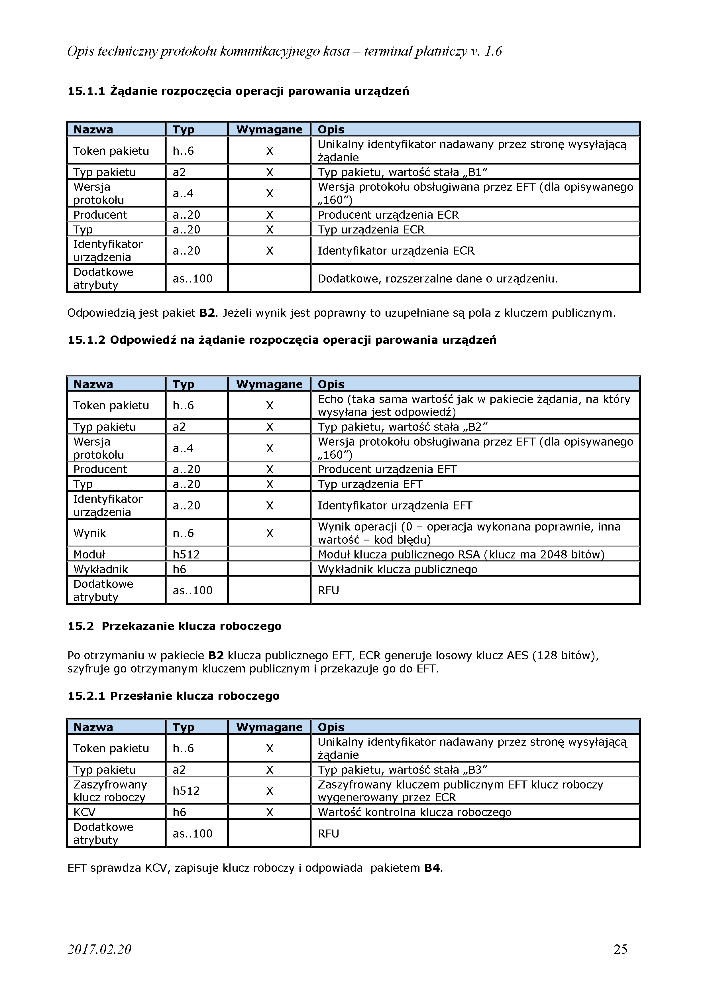 Opis techniczny protokołu komunikacyjnego kasa – terminal płatniczy v. 1.6
15.1.1 Żądanie rozpoczęcia operacji parowania urządzeń
Nazwa Typ Wymagane Opis
Token pakietu h..6 X Unikalny identyfikator nadawany przez stronę wysyłającą
żądanie
Typ pakietu a2 X Typ pakietu, wartość stała „B1”
Wersja
protokołu a..4 X Wersja protokołu obsługiwana przez EFT (dla opisywanego
„160”)
Producent a..20 X Producent urządzenia ECR
Typ a..20 X Typ urządzenia ECR
Identyfikator
urządzenia a..20 X Identyfikator urządzenia ECR
Dodatkowe
atrybuty as..100 Dodatkowe, rozszerzalne dane o urządzeniu.
Odpowiedzią jest pakiet B2. Jeżeli wynik jest poprawny to uzupełniane są pola z kluczem publicznym.
15.1.2 Odpowiedź na żądanie rozpoczęcia operacji parowania urządzeń
Nazwa Typ Wymagane Opis
Token pakietu h..6 X Echo (taka sama wartość jak w pakiecie żądania, na który
wysyłana jest odpowiedź)
Typ pakietu a2 X Typ pakietu, wartość stała „B2”
Wersja
protokołu a..4 X Wersja protokołu obsługiwana przez EFT (dla opisywanego
„160”)
Producent a..20 X Producent urządzenia EFT
Typ a..20 X Typ urządzenia EFT
Identyfikator
urządzenia a..20 X Identyfikator urządzenia EFT
Wynik n..6 X Wynik operacji (0 – operacja wykonana poprawnie, inna
wartość – kod błędu)
Moduł h512 Moduł klucza publicznego RSA (klucz ma 2048 bitów)
Wykładnik h6 Wykładnik klucza publicznego
Dodatkowe
atrybuty as..100 RFU
15.2 Przekazanie klucza roboczego
Po otrzymaniu w pakiecie B2 klucza publicznego EFT, ECR generuje losowy klucz AES (128 bitów),
szyfruje go otrzymanym kluczem publicznym i przekazuje go do EFT.
15.2.1 Przesłanie klucza roboczego
Nazwa Typ Wymagane Opis
Token pakietu h..6 X Unikalny identyfikator nadawany przez stronę wysyłającą
żądanie
Typ pakietu a2 X Typ pakietu, wartość stała „B3”
Zaszyfrowany
klucz roboczy h512 X Zaszyfrowany kluczem publicznym EFT klucz roboczy
wygenerowany przez ECR
KCV h6 X Wartość kontrolna klucza roboczego
Dodatkowe
atrybuty as..100 RFU
EFT sprawdza KCV, zapisuje klucz roboczy i odpowiada pakietem B4.
2017.02.20 25